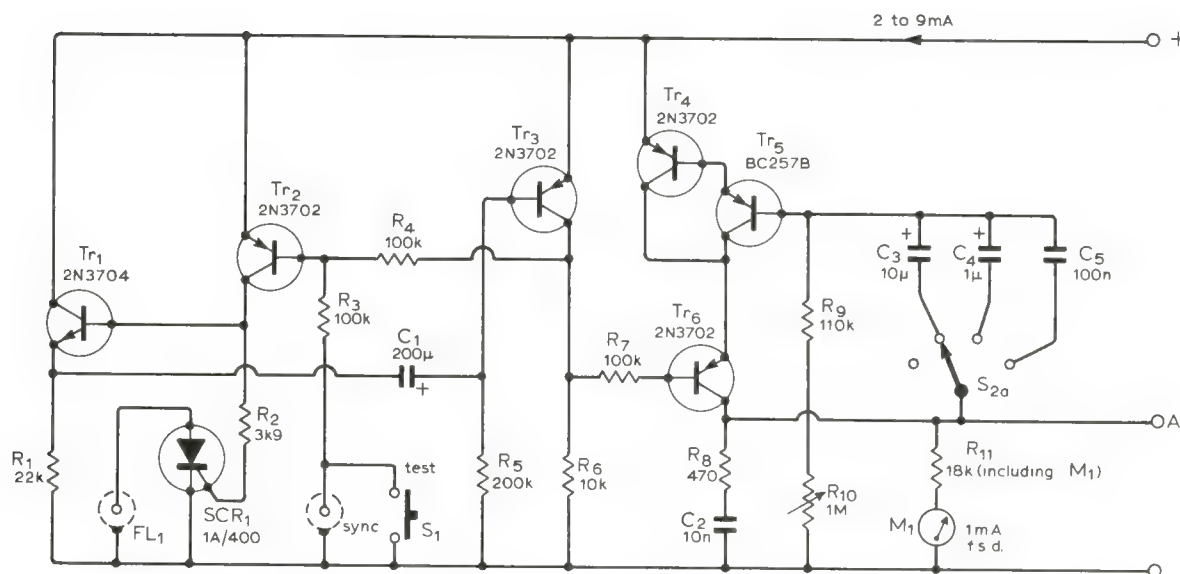 2 to 9mA
+
Tr4
2N3702
Tr3
2N3702
Tr5
BC257B
Tr2
2N3702
R4
100k
Tr1
2N3704
C3
10μ
+
C4
1μ
+
C5
100n
R3
100k
R9
110k
Tr6
2N3702
C1
200μ
+
R7
100k
S2a
A
R2
3k9
R1
22k
test
R5
200k
R6
10k
R8
470
R11
18k (including M1)
SCR1
1A/400
FL1
sync
S1
R10
1M
C2
10n
M1
1mA
f s d.